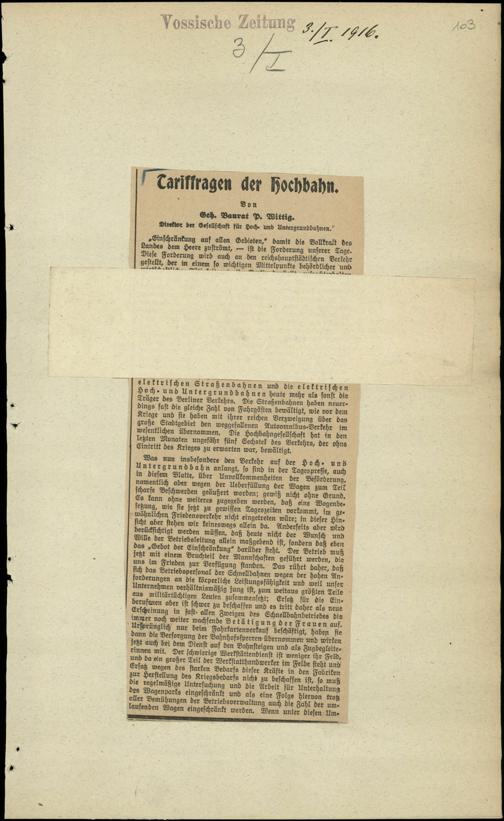 Vossische Zeitung
3./I. 1916.
103
3/I
Tariffragen der Hochbahn.
Von
Geh. Baurat P. Wittig.
Direktor der Gesellschaft für Hoch- und Untergrundbahnen.
„Einschränkung auf allen Gebieten,“ damit die Vollkraft des
Landes dem Heere zuströmt, — ist die Forderung unserer Tage.
Diese Forderung wird auch an den reichshauptstädtischen Verkehr
gestellt, der in einem so wichtigen Mittelpunkte behördlicher und
elektrischen Straßenbahnen und die elektrischen
Hoch- und Untergrundbahnen heute mehr als sonst die
Träger des Berliner Verkehrs. Die Straßenbahnen haben neuer-
dings fast die gleiche Zahl von Fahrgästen bewältigt, wie vor dem
Kriege und sie haben mit ihrer reichen Verzweigung über das
große Stadtgebiet den weggefallenen Autoomnibus-Verkehr im
wesentlichen übernommen. Die Hochbahngesellschaft hat in den
letzten Monaten ungefähr fünf Sechstel des Verkehrs, der ohne
Eintritt des Krieges zu erwarten war, bewältigt.
Was nun insbesondere den Verkehr auf der Hoch- und
Untergrundbahn anlangt, so sind in der Tagespresse, auch
in diesem Blatte, über Unvollkommenheiten der Beförderung,
namentlich aber wegen der Ueberfüllung der Wagen zum Teil
scharfe Beschwerden geäußert worden; gewiß nicht ohne Grund.
Es kann ohne weiteres zugegeben werden, daß eine Wagenbe-
setzung, wie sie jetzt zu gewissen Tageszeiten vorkommt, im ge-
wöhnlichen Friedensverkehr nicht eingetreten wäre; in dieser Hin-
sicht aber stehen wir keineswegs allein da. Anderseits aber wird
berücksichtigt werden müssen, daß heute nicht der Wunsch und
Wille der Betriebsleitung allein maßgebend ist, sondern daß eben
das „Gebot der Einschränkung“ darüber steht. Der Betrieb muß
jetzt mit einem Bruchteil der Mannschaften geführt werden, die
uns im Frieden zur Verfügung standen. Das rührt daher, daß
das Betriebspersonal der Schnellbahnen wegen der hohen An-
forderungen an die körperliche Leistungsfähigkeit und weil unser
Unternehmen verhältnismäßig jung ist, zum weitaus größten Teile
aus militärtüchtigen Leuten zusammensetzt; Ersatz für die Ein-
berufenen aber ist schwer zu beschaffen und es tritt daher als neue
Erscheinung in fast allen Zweigen des Schnellbahnbetriebes die
immer noch weiter wachsende Betätigung der Frauen auf.
Ursprünglich nur beim Fahrkartenverkauf beschäftigt, haben sie
dann die Versorgung der Bahnhofsperren übernommen und wirken
jetzt auch bei dem Dienst auf den Bahnsteigen und als Zugbegleite-
rinnen mit. Der schwierige Werkstättendienst ist weniger ihr Feld,
und da ein großer Teil der Werkstatthandwerker im Felde steht und
Ersatz wegen des starken Bedarfs dieser Kräfte in den Fabriken
zur Herstellung des Kriegsbedarfs nicht zu beschaffen ist, so muß
die regelmäßige Untersuchung und die Arbeit für Unterhaltung
des Wagenparks eingeschränkt und als eine Folge hiervon trotz
aller Bemühungen der Betriebsverwaltung auch die Zahl der um-
laufenden Wagen eingeschränkt werden. Wenn unter diesen Um-